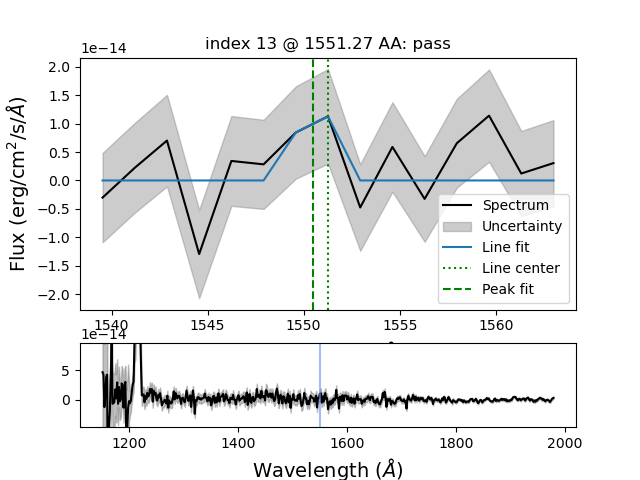 index 13 @ 1551.27 AA: pass
1e−14
Flux (erg/cm²/s/Å)
2.0
1.5
1.0
0.5
0.0
−0.5
−1.0
−1.5
−2.0
Spectrum
Uncertainty
Line fit
Line center
Peak fit
1540 1545 1550 1555 1560
1e−14
5
0
1200 1400 1600 1800 2000
Wavelength (Å)